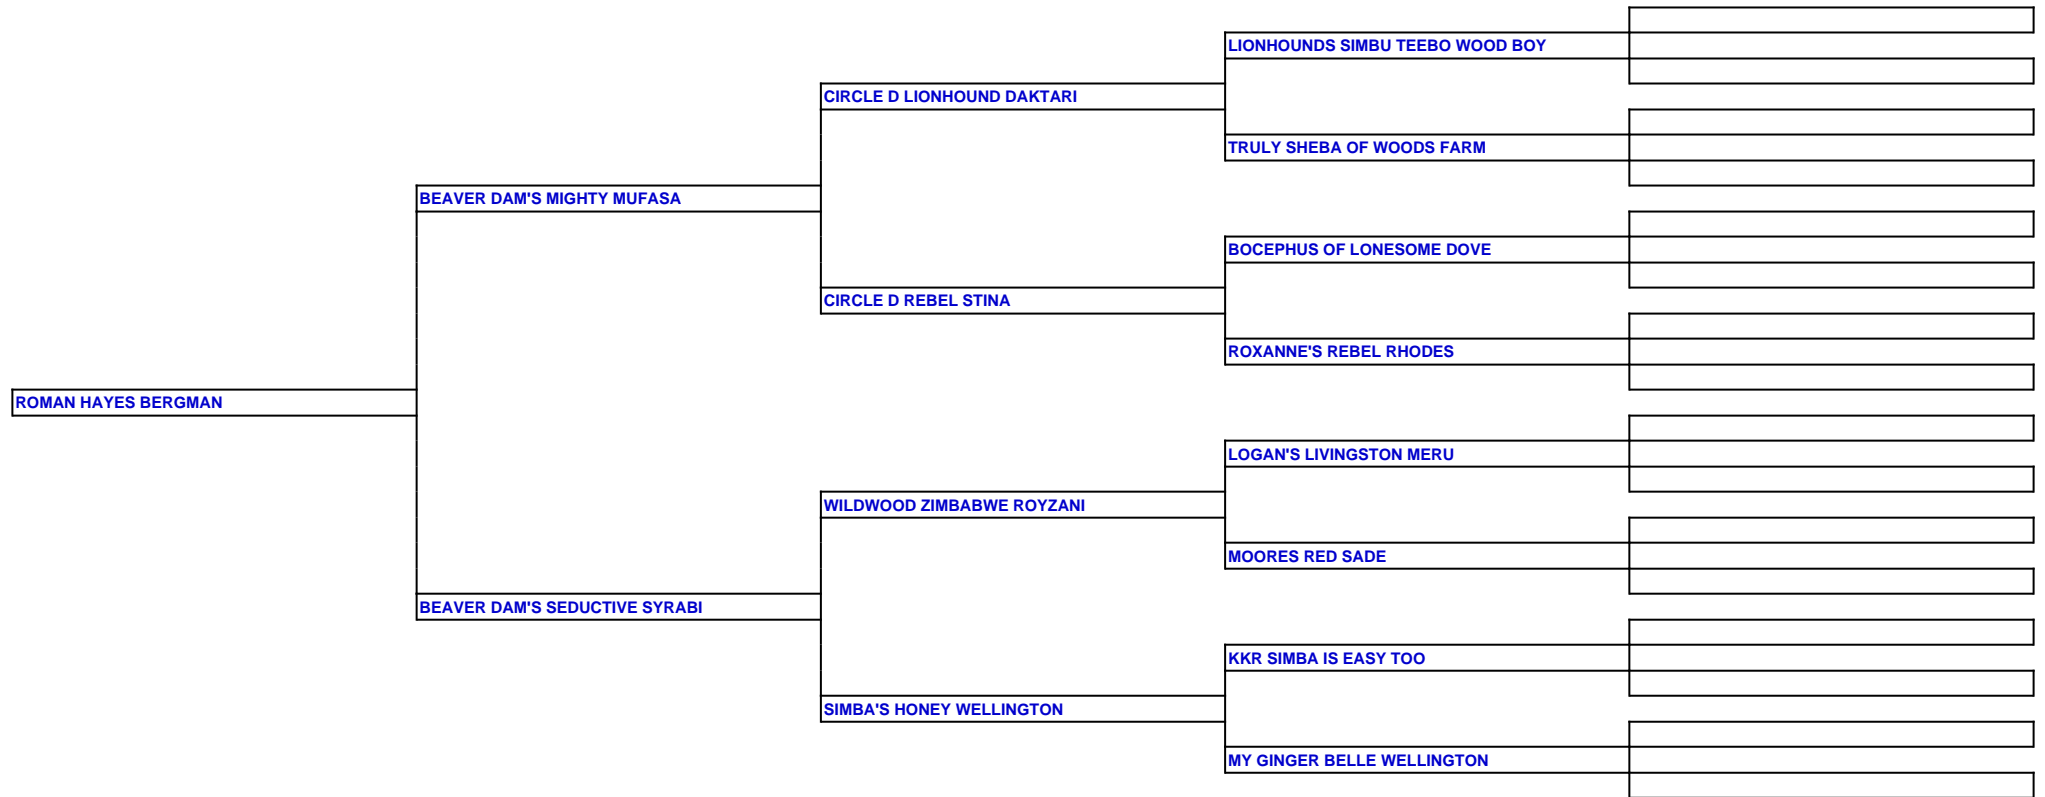 LIONHOUNDS SIMBU TEEBO WOOD BOY
CIRCLE D LIONHOUND DAKTARI
TRULY SHEBA OF WOODS FARM
BEAVER DAM'S MIGHTY MUFASA
BOCEPHUS OF LONESOME DOVE
CIRCLE D REBEL STINA
ROXANNE'S REBEL RHODES
ROMAN HAYES BERGMAN
LOGAN'S LIVINGSTON MERU
WILDWOOD ZIMBABWE ROYZANI
MOORES RED SADE
BEAVER DAM'S SEDUCTIVE SYRABI
KKR SIMBA IS EASY TOO
SIMBA'S HONEY WELLINGTON
MY GINGER BELLE WELLINGTON